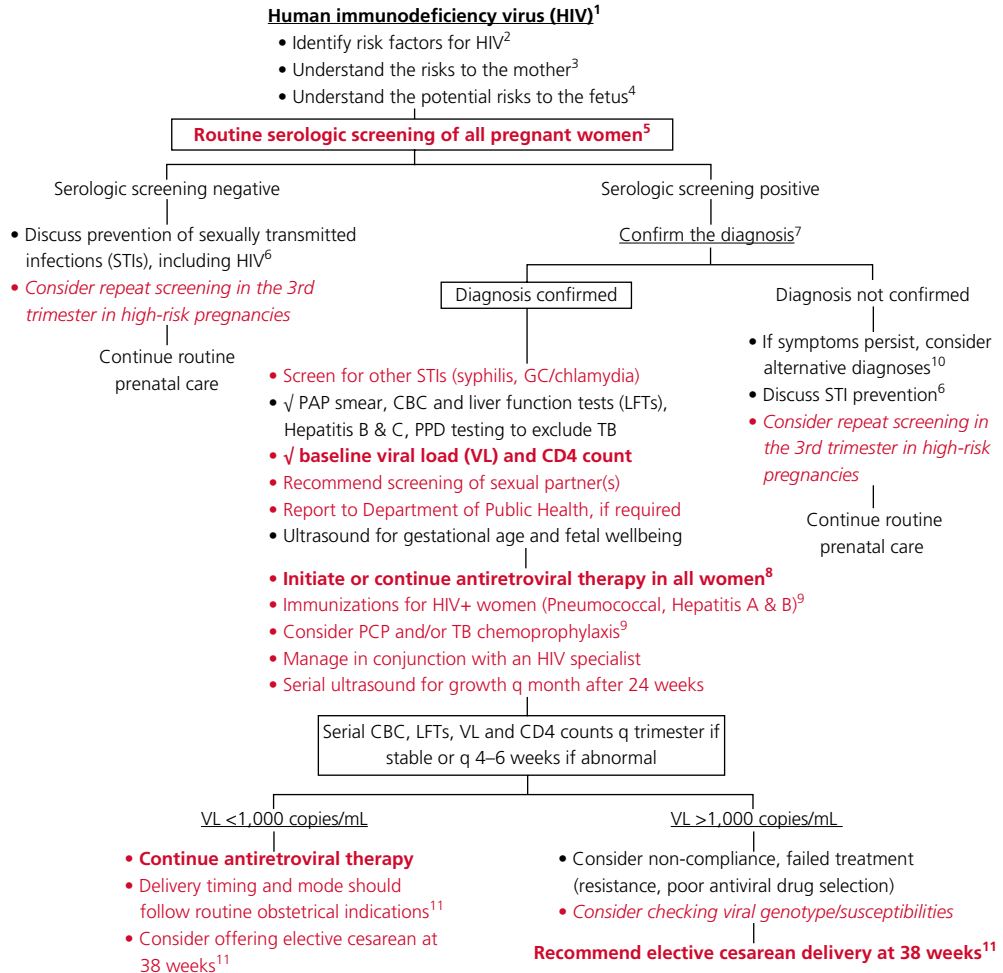 Human immunodeficiency virus (HIV)1
• Identify risk factors for HIV2
• Understand the risks to the mother3
• Understand the potential risks to the fetus4
Routine serologic screening of all pregnant women5
Serologic screening negative
• Discuss prevention of sexually transmitted
infections (STIs), including HIV6
• Consider repeat screening in the 3rd
trimester in high-risk pregnancies
Continue routine
prenatal care
Serologic screening positive
Confirm the diagnosis7
Diagnosis confirmed
• Screen for other STIs (syphilis, GC/chlamydia)
• √ PAP smear, CBC and liver function tests (LFTs),
Hepatitis B & C, PPD testing to exclude TB
• √ baseline viral load (VL) and CD4 count
• Recommend screening of sexual partner(s)
• Report to Department of Public Health, if required
• Ultrasound for gestational age and fetal wellbeing
• Initiate or continue antiretroviral therapy in all women8
• Immunizations for HIV+ women (Pneumococcal, Hepatitis A & B)9
• Consider PCP and/or TB chemoprophylaxis9
• Manage in conjunction with an HIV specialist
• Serial ultrasound for growth q month after 24 weeks
Diagnosis not confirmed
• If symptoms persist, consider
alternative diagnoses10
• Discuss STI prevention6
• Consider repeat screening in
the 3rd trimester in high-risk
pregnancies
Continue routine
prenatal care
Serial CBC, LFTs, VL and CD4 counts q trimester if
stable or q 4–6 weeks if abnormal
VL <1,000 copies/mL
• Continue antiretroviral therapy
• Delivery timing and mode should
follow routine obstetrical indications11
• Consider offering elective cesarean at
38 weeks11
VL >1,000 copies/mL
• Consider non-compliance, failed treatment
(resistance, poor antiviral drug selection)
• Consider checking viral genotype/susceptibilities
Recommend elective cesarean delivery at 38 weeks11